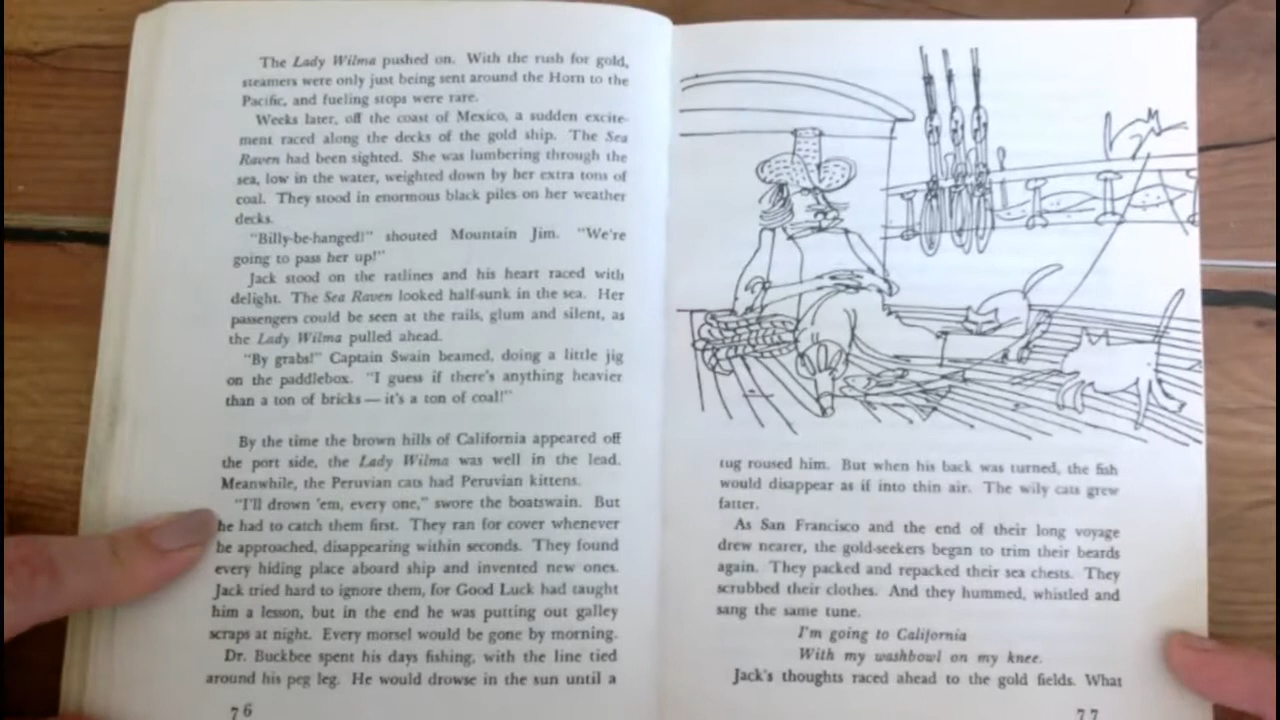 The Lady Wilma pushed on. With the rush for gold,
steamers were only just being sent around the Horn to the
Pacific, and fueling stops were rare.
Weeks later, off the coast of Mexico, a sudden excite-
ment raced along the decks of the gold ship. The Sea
Raven had been sighted. She was lumbering through the
sea, low in the water, weighted down by her extra tons of
coal. They stood in enormous black piles on her weather
decks.
"Billy-be-hanged!" shouted Mountain Jim. "We're
going to pass her up!"
Jack stood on the ratlines and his heart raced with
delight. The Sea Raven looked half-sunk in the sea. Her
passengers could be seen at the rails, glum and silent, as
the Lady Wilma pulled ahead.
"By grabs!" Captain Swain beamed, doing a little jig
on the paddlebox. "I guess if there's anything heavier
than a ton of bricks — it's a ton of coal!"
By the time the brown hills of California appeared off
the port side, the Lady Wilma was well in the lead.
Meanwhile, the Peruvian cats had Peruvian kittens.
"I'll drown 'em, every one," swore the boatswain. But
he had to catch them first. They ran for cover whenever
he approached, disappearing within seconds. They found
every hiding place aboard ship and invented new ones.
Jack tried hard to ignore them, for Good Luck had taught
him a lesson, but in the end he was putting out galley
scraps at night. Every morsel would be gone by morning.
Dr. Buckbee spent his days fishing, with the line tied
around his peg leg. He would drowse in the sun until a
76
tug roused him. But when his back was turned, the fish
would disappear as if into thin air. The wily cats grew
fatter.
As San Francisco and the end of their long voyage
drew nearer, the gold-seekers began to trim their beards
again. They packed and repacked their sea chests. They
scrubbed their clothes. And they hummed, whistled and
sang the same tune.
I'm going to California
With my washbowl on my knee.
Jack's thoughts raced ahead to the gold fields. What
77